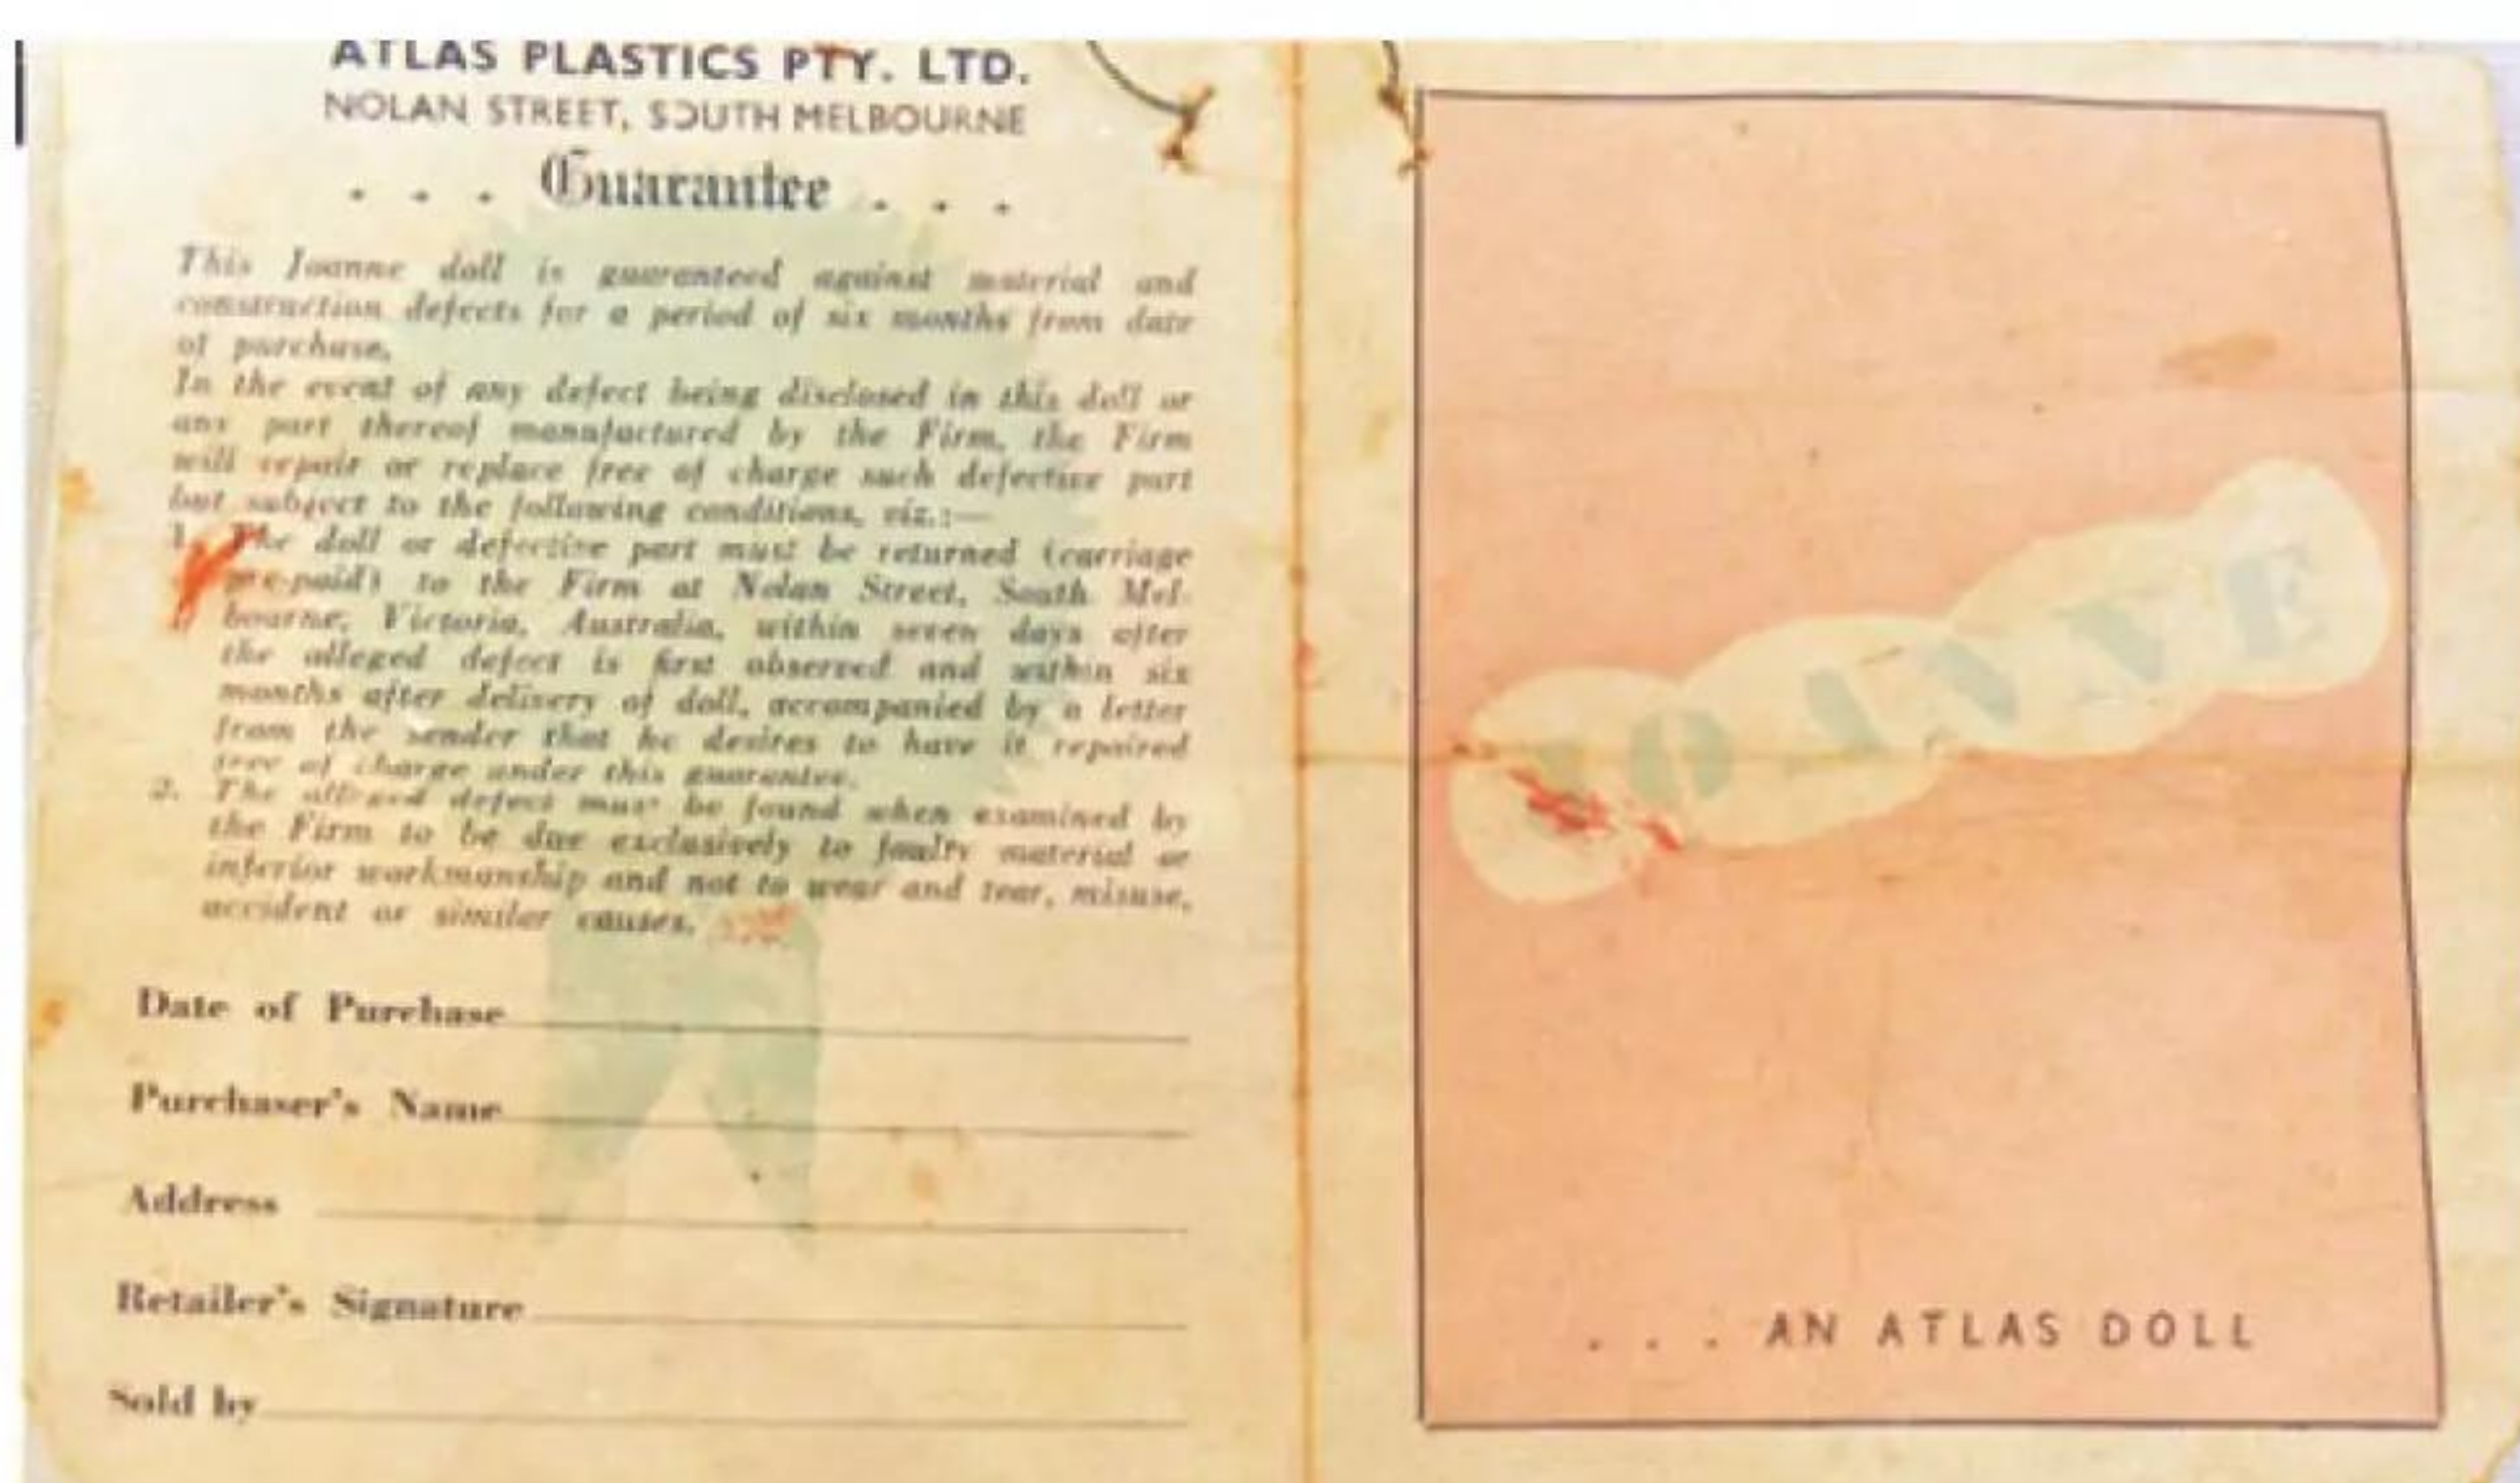 ATLAS PLASTICS PTY. LTD.
NOLAN STREET, SOUTH MELBOURNE
. . . Guarantee . . .
This Joanne doll is guaranteed against material and
construction defects for a period of six months from date
of purchase.
In the event of any defect being disclosed in this doll or
any part thereof manufactured by the Firm, the Firm
will repair or replace free of charge such defective part
but subject to the following conditions, viz.:—
1. The doll or defective part must be returned (carriage
pre-paid) to the Firm at Nolan Street, South Mel-
bourne, Victoria, Australia, within seven days after
the alleged defect is first observed and within six
months after delivery of doll, accompanied by a letter
from the sender that he desires to have it repaired
free of charge under this guarantee.
2. The alleged defect must be found when examined by
the Firm to be due exclusively to faulty material or
inferior workmanship and not to wear and tear, misuse,
accident or similar causes.
Date of Purchase
Purchaser's Name
Address
Retailer's Signature
Sold by
JOANNE
. . . AN ATLAS DOLL